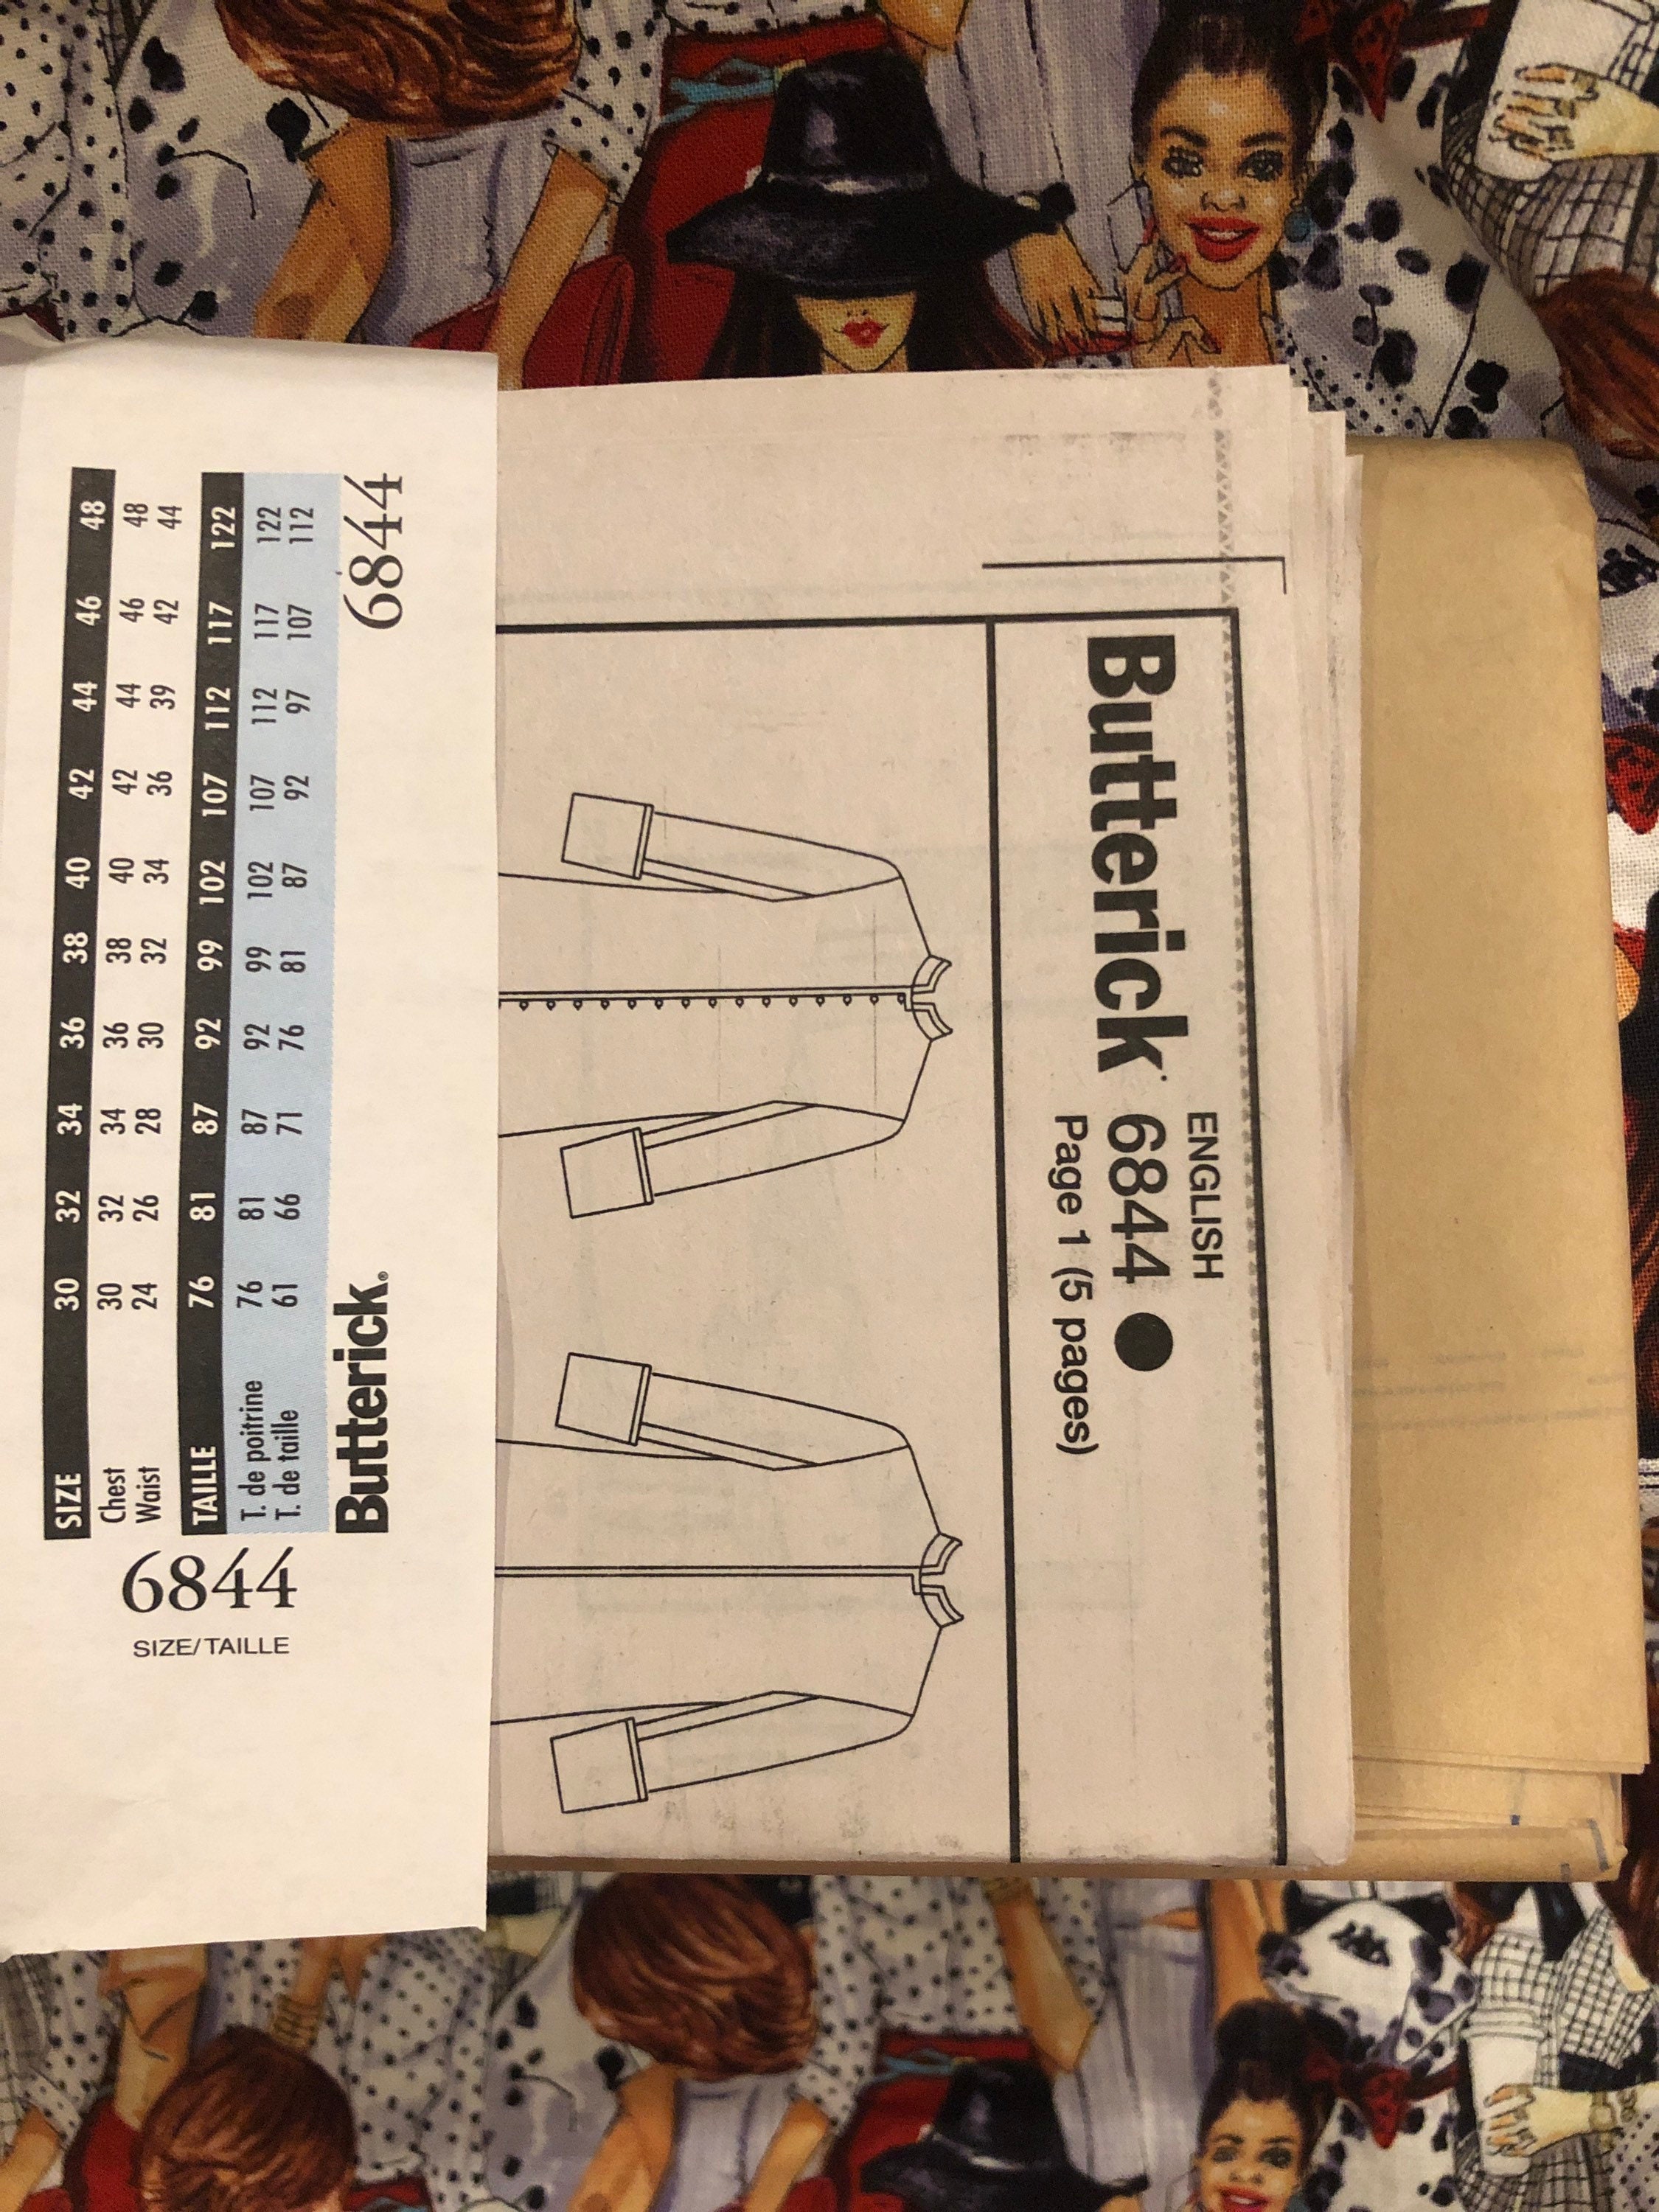 SIZE 30 32 34 36 38 40 42 44 46 48
Chest 30 32 34 36 38 40 42 44 46 48
Waist 24 26 28 30 32 34 36 39 42 44
TAILLE 76 81 87 92 99 102 107 112 117 122
T. de poitrine 76 81 87 92 99 102 107 112 117 122
T. de taille 61 66 71 76 81 87 92 97 107 112
Butterick® 6844
6844
SIZE/TAILLE
ENGLISH
Butterick 6844
Page 1 (5 pages)